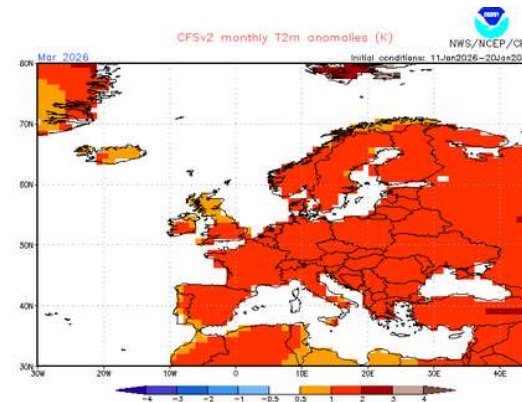 CFSv2 monthly T2m anomalies (K)
NWS/NCEP/CP
Mar 2026
Initial conditions: 11Jan2026-20Jan20
80N
70N
60N
50N
40N
30N
30W
20W
10W
0
10E
20E
30E
40E
-4
-3
-2
-1
-0.5
0.5
1
2
3
4